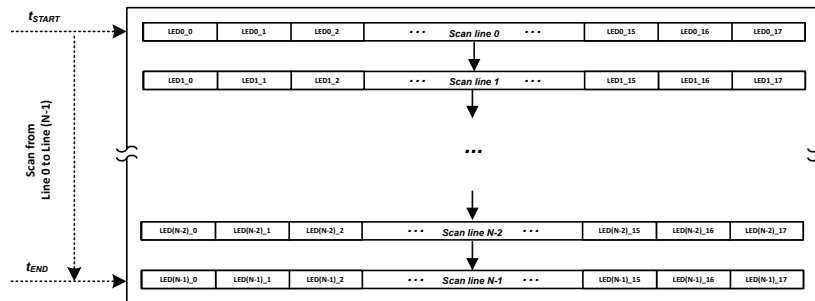 tSTART
LED0_0 LED0_1 LED0_2 ··· Scan line 0 ··· LED0_15 LED0_16 LED0_17
LED1_0 LED1_1 LED1_2 ··· Scan line 1 ··· LED1_15 LED1_16 LED1_17
Scan from
Line 0 to Line (N-1)
...
LED(N-2)_0 LED(N-2)_1 LED(N-2)_2 ··· Scan line N-2 ··· LED(N-2)_15 LED(N-2)_16 LED(N-2)_17
tEND
LED(N-1)_0 LED(N-1)_1 LED(N-1)_2 ··· Scan line N-1 ··· LED(N-1)_15 LED(N-1)_16 LED(N-1)_17